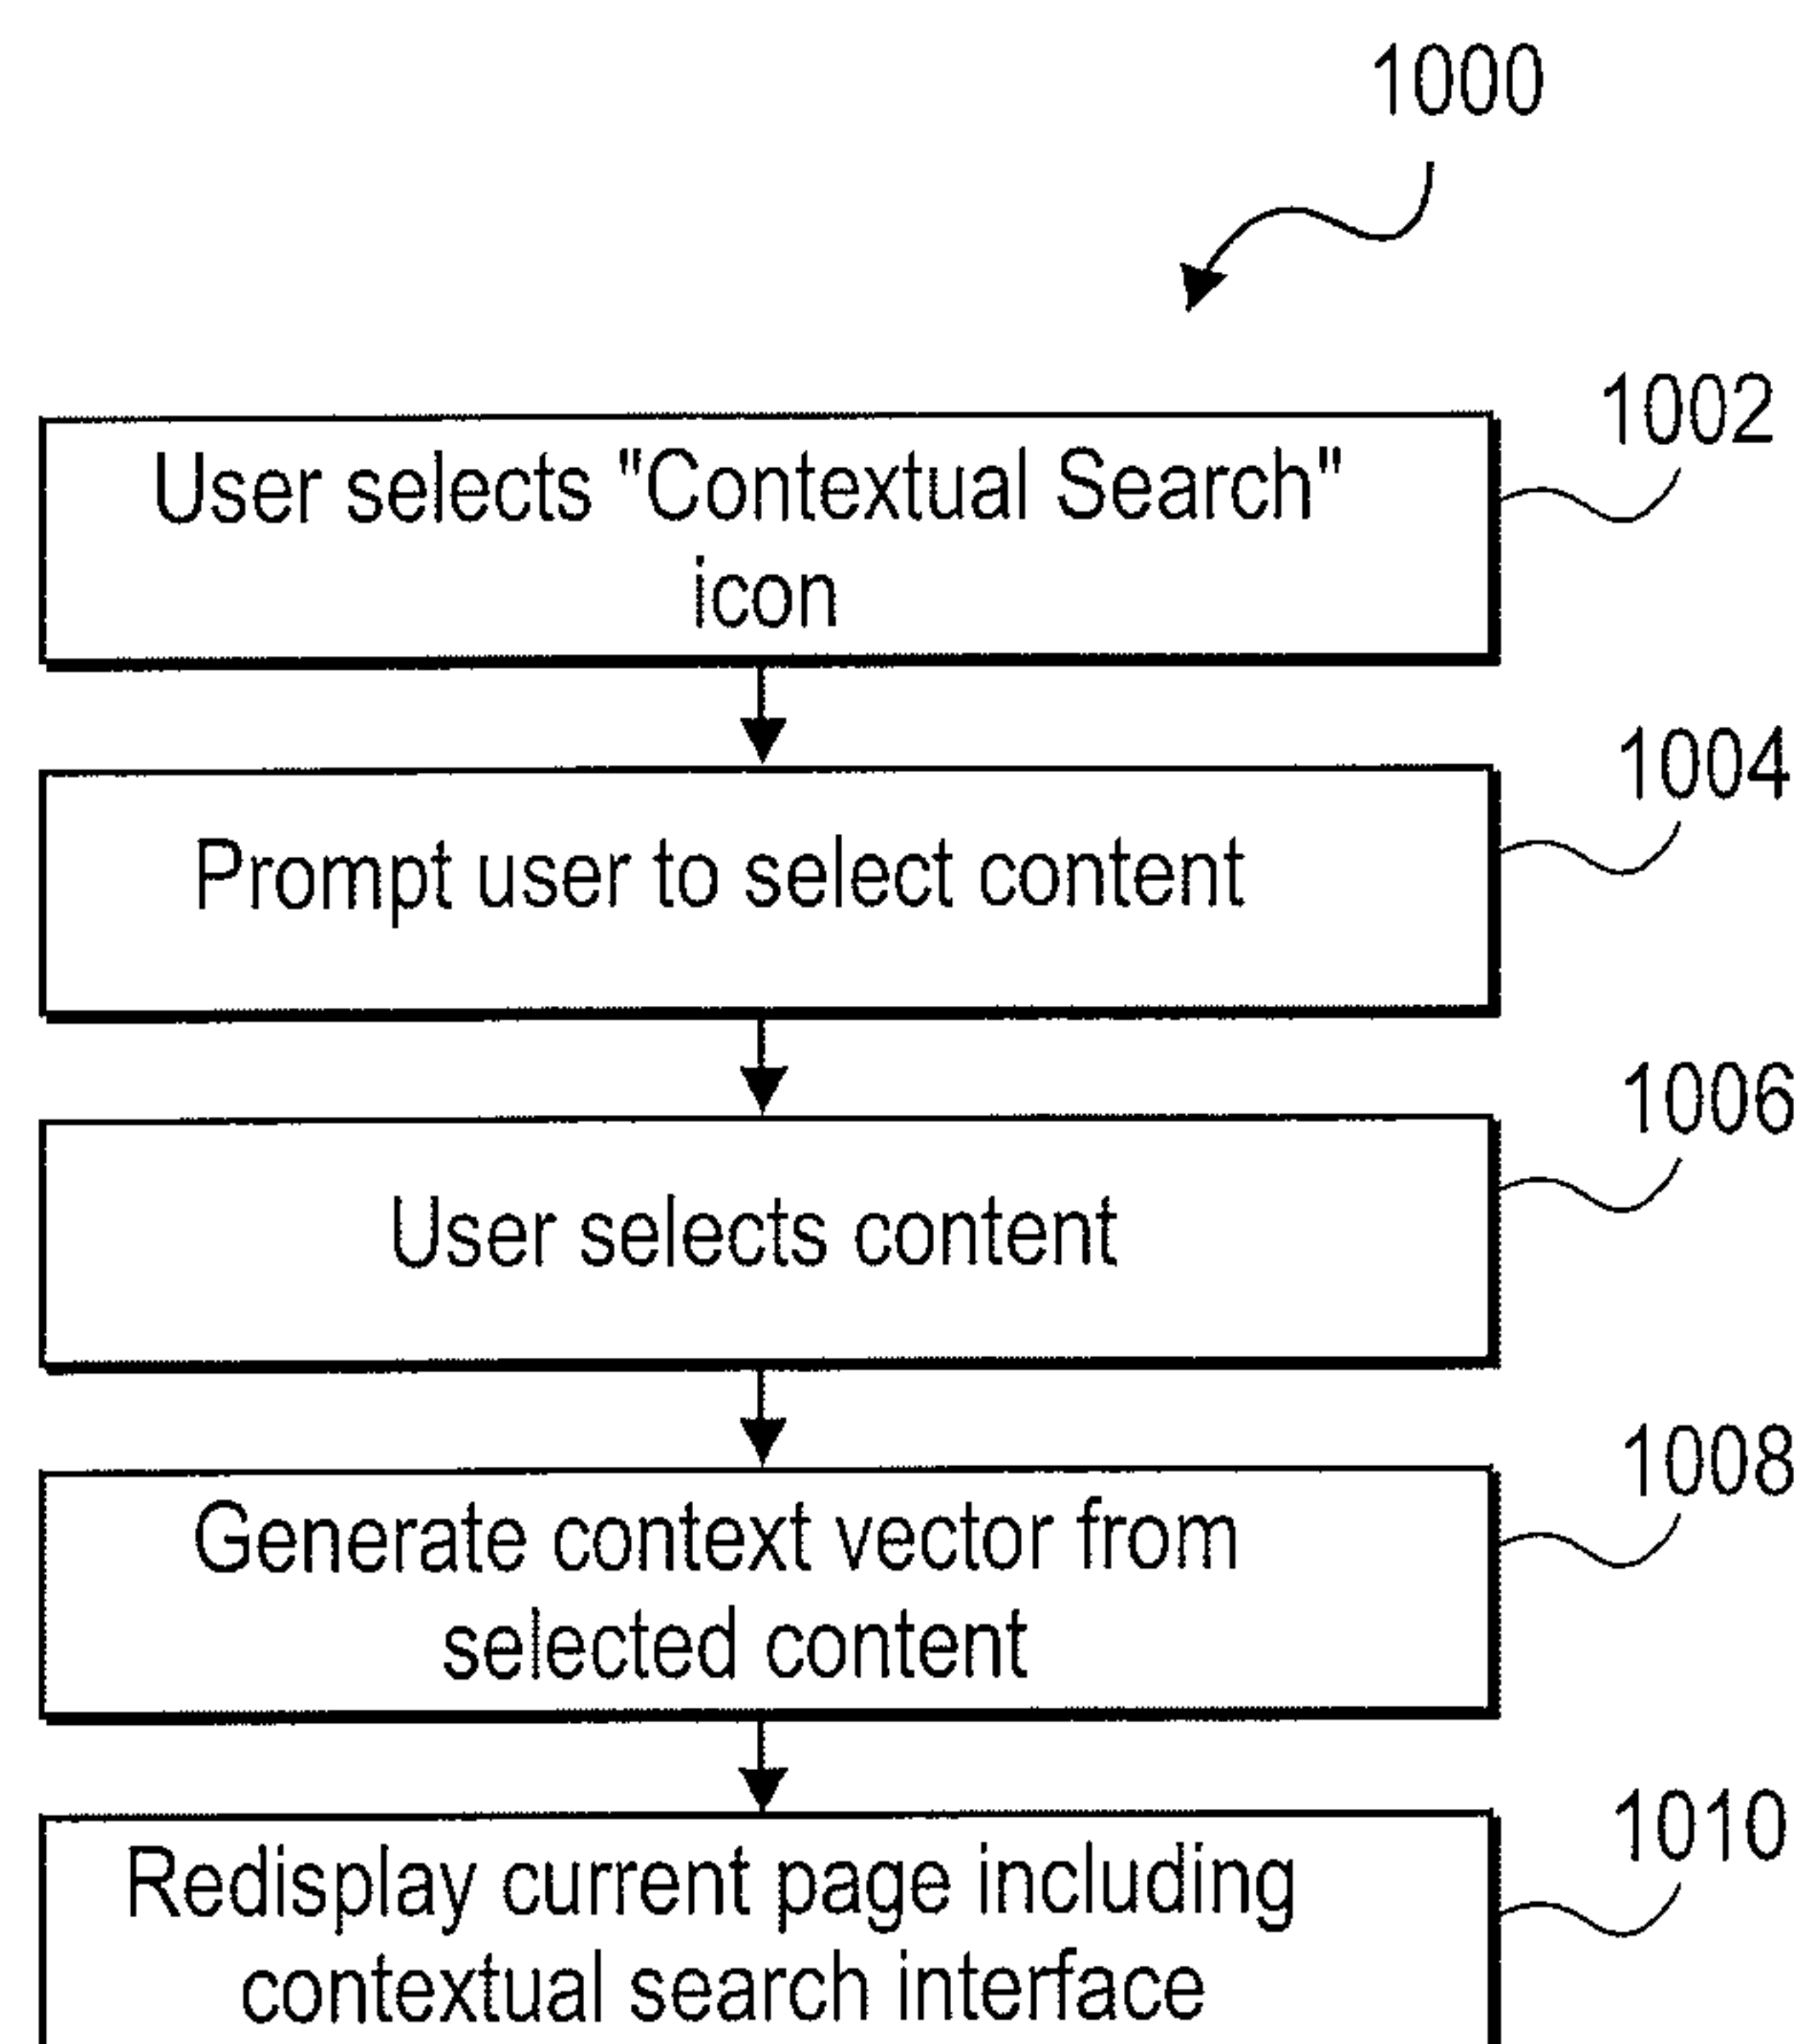 1000
1002
User selects "Contextual Search"
icon
1004
Prompt user to select content
1006
User selects content
1008
Generate context vector from
selected content
1010
Redisplay current page including
contextual search interface